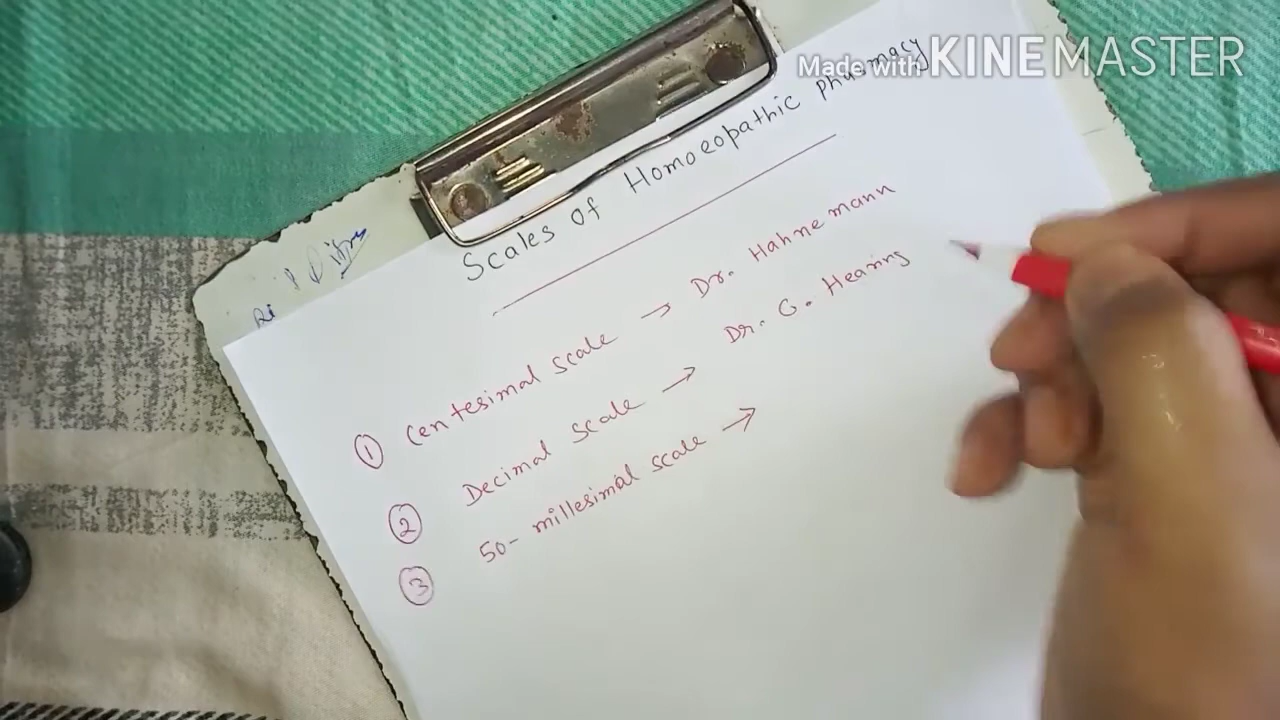 Made with KINEMASTER
Scales of Homoeopathic pharmacy
① Centesimal scale → Dr. Hahnemann
② Decimal scale → Dr. C. Hearing
③ 50- millesimal scale →